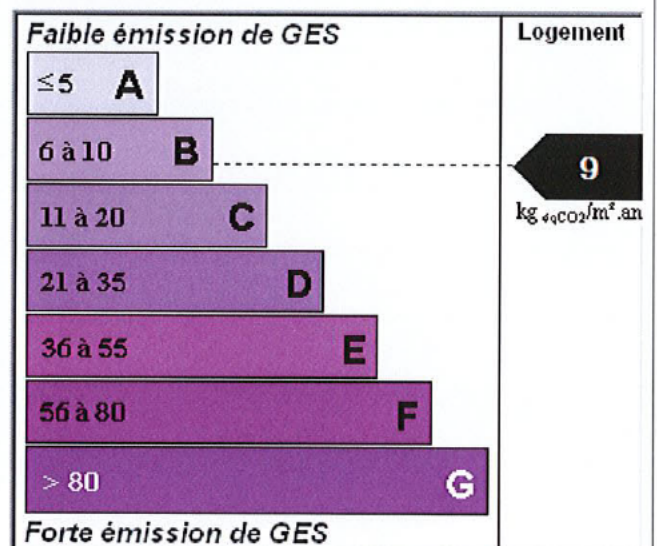 Faible émission de GES
Logement
≤5 A
6 à 10 B
9
kg éqCO2/m².an
11 à 20 C
21 à 35 D
36 à 55 E
56 à 80 F
> 80 G
Forte émission de GES